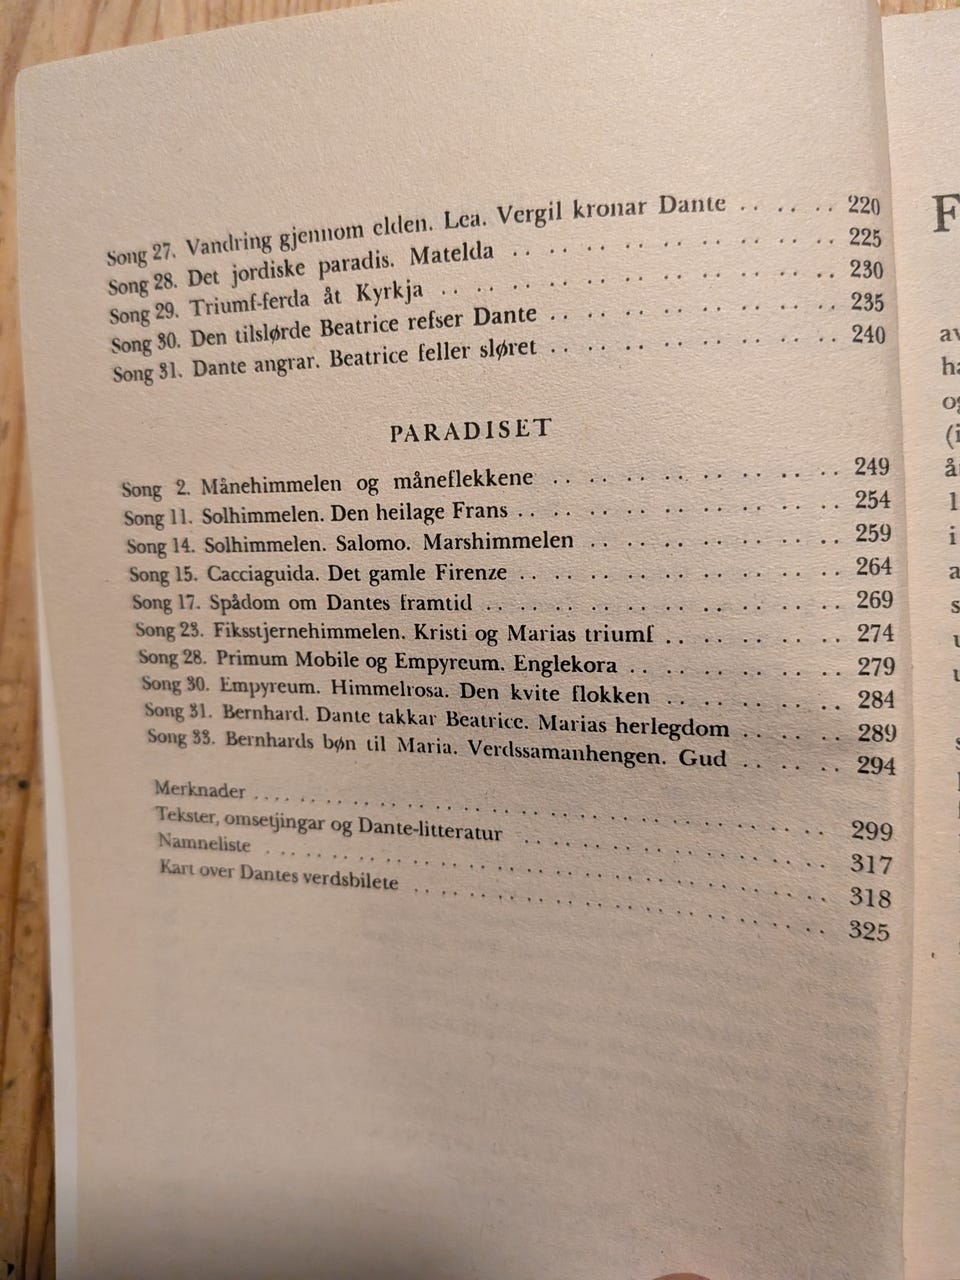 Song 27. Vandring gjennom elden. Lea. Vergil kronar Dante . . . . . . 220
Song 28. Det jordiske paradis. Matelda . . . . . . . . . . . . 225
Song 29. Triumf-ferda åt Kyrkja . . . . . . . . . . . . . . . 230
Song 30. Den tilslørde Beatrice refser Dante . . . . . . . . . . . 235
Song 31. Dante angrar. Beatrice feller sløret . . . . . . . . . . . 240
PARADISET
Song 2. Månehimmelen og måneflekkene . . . . . . . . . . . 249
Song 11. Solhimmelen. Den heilage Frans . . . . . . . . . . . . 254
Song 14. Solhimmelen. Salomo. Marshimmelen . . . . . . . . . . 259
Song 15. Cacciaguida. Det gamle Firenze . . . . . . . . . . . . 264
Song 17. Spådom om Dantes framtid . . . . . . . . . . . . . 269
Song 23. Fiksstjernehimmelen. Kristi og Marias triumf . . . . . . . 274
Song 28. Primum Mobile og Empyreum. Englekora . . . . . . . . 279
Song 30. Empyreum. Himmelrosa. Den kvite flokken . . . . . . . 284
Song 31. Bernhard. Dante takkar Beatrice. Marias herlegdom . . . . . . 289
Song 33. Bernhards bøn til Maria. Verdssamanhengen. Gud . . . . . . 294
Merknader . . . . . . . . . . . . . . . . . . . . . . 299
Tekster, omsetjingar og Dante-litteratur . . . . . . . . . . . . 317
Namneliste . . . . . . . . . . . . . . . . . . . . . . 318
Kart over Dantes verdsbilete . . . . . . . . . . . . . . . . 325